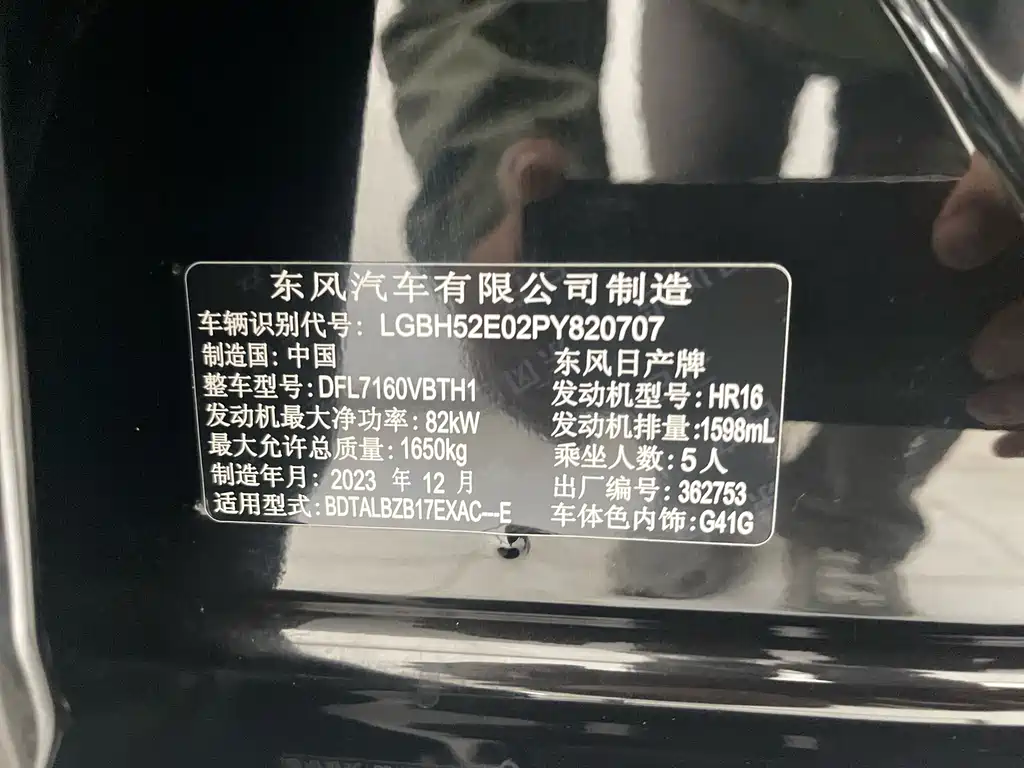 东风汽车有限公司制造
车辆识别代号: LGBH52E02PY820707
制造国: 中国 东风日产牌
整车型号: DFL7160VBTH1 发动机型号: HR16
发动机最大净功率: 82kW 发动机排量: 1598mL
最大允许总质量: 1650kg 乘坐人数: 5人
制造年月: 2023 年 12 月 出厂编号: 362753
适用型式: BDTALBZB17EXAC---E 车体色内饰: G41G